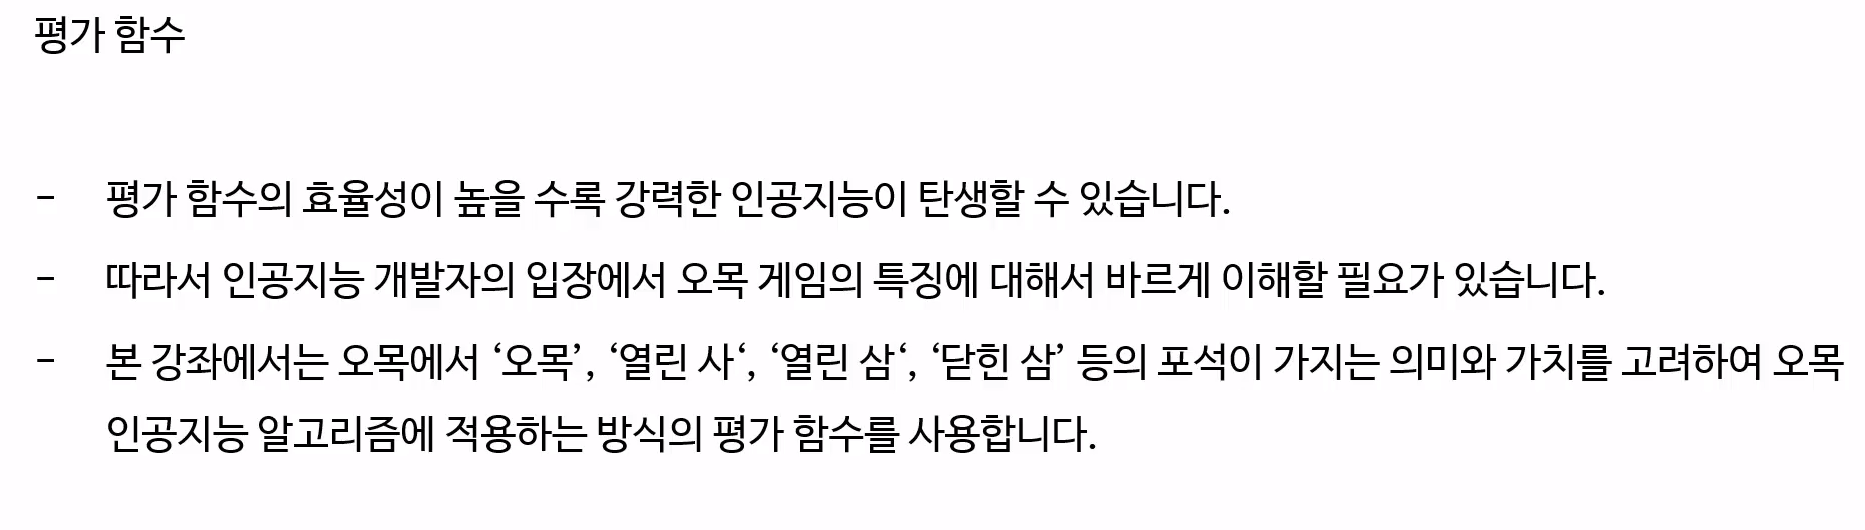 평가 함수
- 평가 함수의 효율성이 높을 수록 강력한 인공지능이 탄생할 수 있습니다.
- 따라서 인공지능 개발자의 입장에서 오목 게임의 특징에 대해서 바르게 이해할 필요가 있습니다.
- 본 강좌에서는 오목에서 ‘오목’, ‘열린 사‘, ‘열린 삼‘, ‘닫힌 삼’ 등의 포석이 가지는 의미와 가치를 고려하여 오목
인공지능 알고리즘에 적용하는 방식의 평가 함수를 사용합니다.